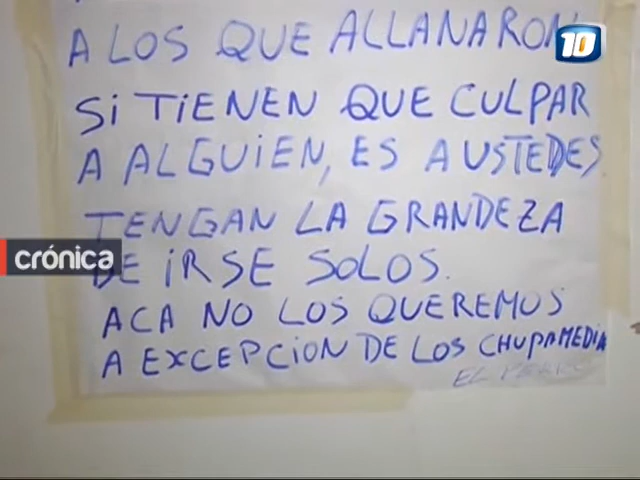 10
A LOS QUE ALLANARON
SI TIENEN QUE CULPAR
A ALGUIEN, ES A USTEDES
TENGAN LA GRANDEZA
crónica
DE IRSE SOLOS.
ACA NO LOS QUEREMOS
A EXCEPCION DE LOS CHUPAMEDIA
EL